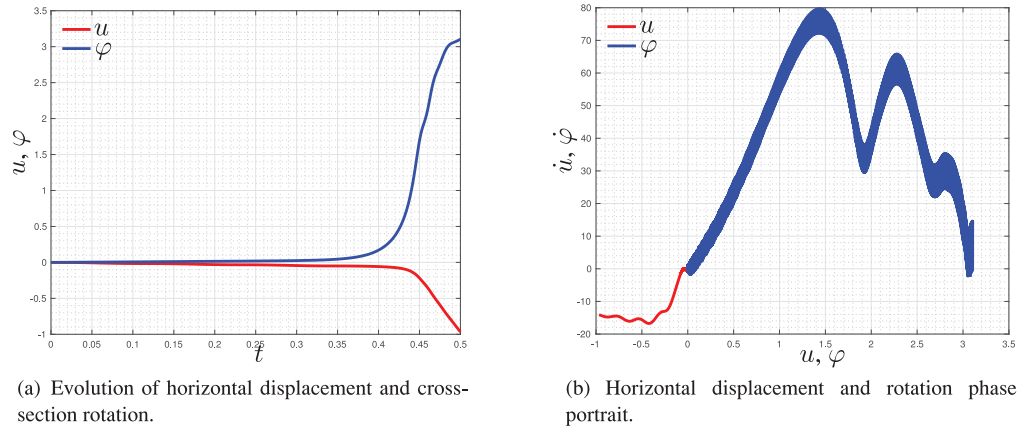 u
φ
3.5
3
2.5
2
1.5
1
0.5
0
-0.5
-1
u, φ
0 0.05 0.1 0.15 0.2 0.25 0.3 0.35 0.4 0.45 0.5
t
(a) Evolution of horizontal displacement and cross-
section rotation.
u
φ
80
70
60
50
40
30
20
10
0
-10
-20
u̇, φ̇
-1 -0.5 0 0.5 1 1.5 2 2.5 3 3.5
u, φ
(b) Horizontal displacement and rotation phase
portrait.